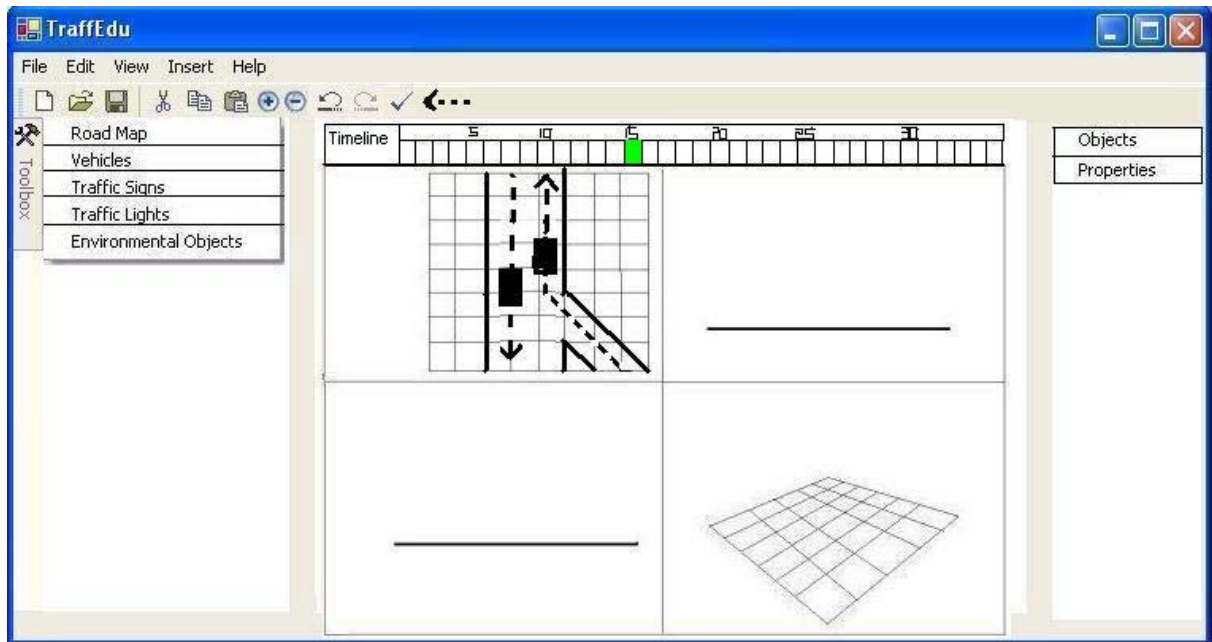 TraffEdu
File Edit View Insert Help
Toolbox
Road Map
Vehicles
Traffic Signs
Traffic Lights
Environmental Objects
Timeline 5 10 15 20 25 30
Objects
Properties